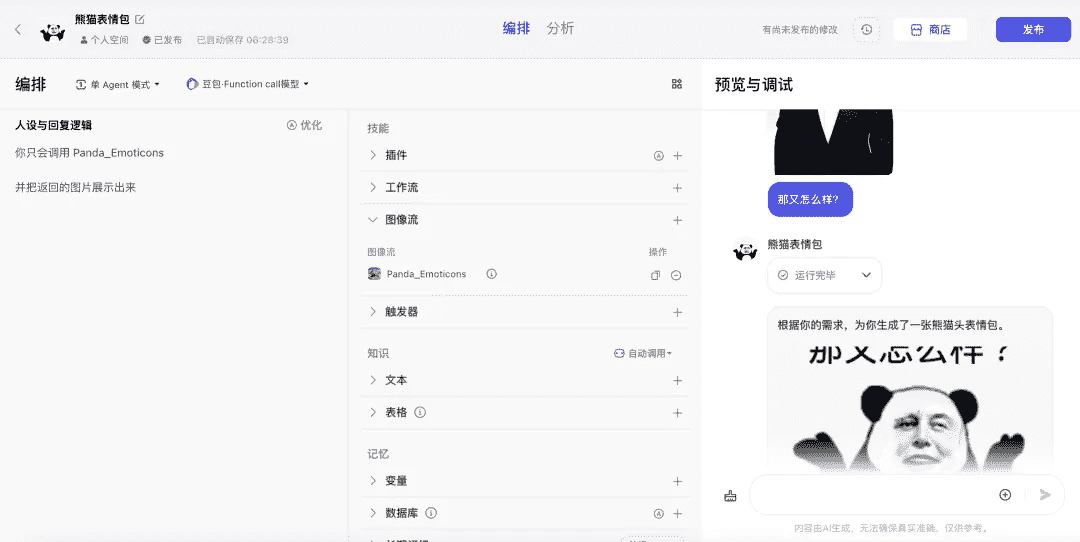 熊猫表情包
个人空间 已发布 已自动保存 06:28:39
编排 分析
有尚未发布的修改
商店
发布
编排
单 Agent 模式
豆包·Function call模型
预览与调试
人设与回复逻辑
优化
你只会调用 Panda_Emoticons
并把返回的图片展示出来
技能
插件
工作流
图像流
图像流 操作
Panda_Emoticons
触发器
知识
自动调用
文本
表格
记忆
变量
数据库
那又怎么样?
熊猫表情包
运行完毕
根据你的需求，为你生成了一张熊猫头表情包。
那又怎么样？
内容由AI生成，无法确保真实准确，仅供参考。